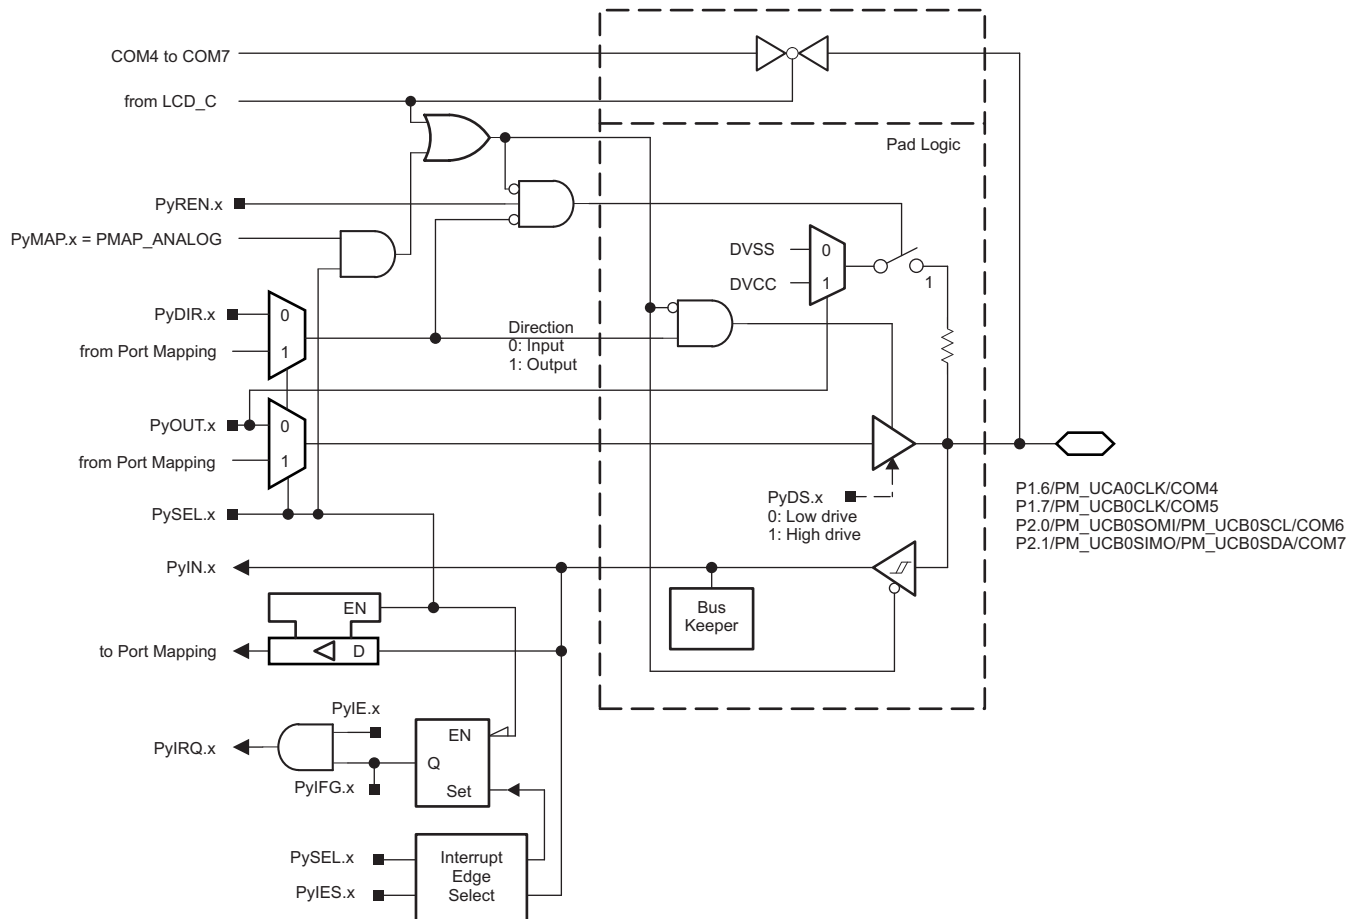 COM4 to COM7
from LCD_C
Pad Logic
PyREN.x
PyMAP.x = PMAP_ANALOG
DVSS
0
DVCC
1
1
PyDIR.x
0
from Port Mapping
1
Direction
0: Input
1: Output
PyOUT.x
0
from Port Mapping
1
PySEL.x
PyDS.x
0: Low drive
1: High drive
P1.6/PM_UCA0CLK/COM4
P1.7/PM_UCB0CLK/COM5
P2.0/PM_UCB0SOMI/PM_UCB0SCL/COM6
P2.1/PM_UCB0SIMO/PM_UCB0SDA/COM7
PyIN.x
EN
Bus
Keeper
to Port Mapping
D
PyIE.x
EN
PyIRQ.x
Q
PyIFG.x
Set
PySEL.x
PyIES.x
Interrupt
Edge
Select